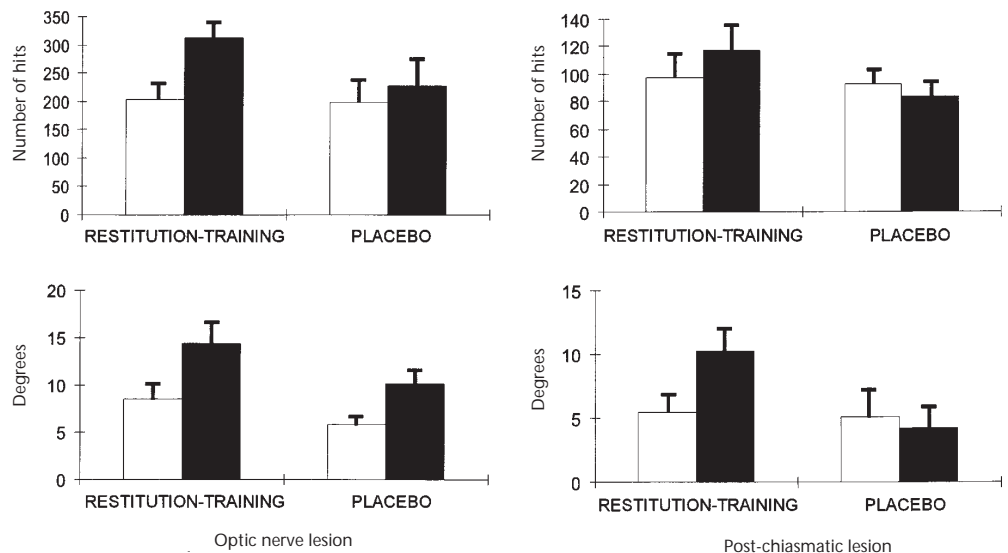 Number of hits
350
300
250
200
150
100
50
0
RESTITUTION-TRAINING PLACEBO
Number of hits
140
120
100
80
60
40
20
0
RESTITUTION-TRAINING PLACEBO
Degrees
20
15
10
5
0
RESTITUTION-TRAINING PLACEBO
Optic nerve lesion
Degrees
15
10
5
0
RESTITUTION-TRAINING PLACEBO
Post-chiasmatic lesion